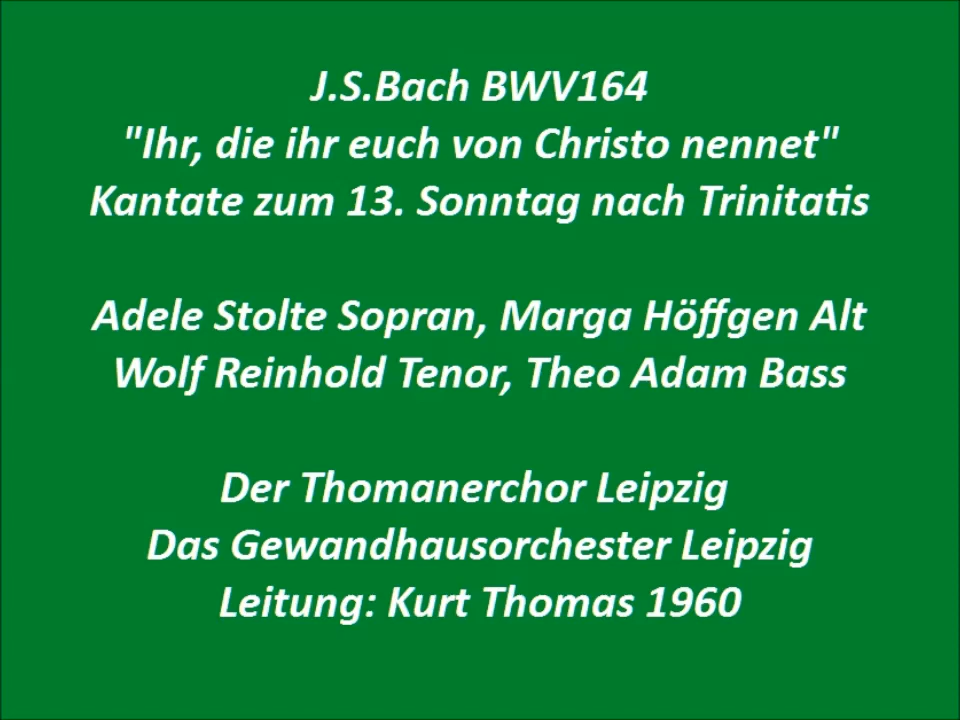 J.S.Bach BWV164
"Ihr, die ihr euch von Christo nennet"
Kantate zum 13. Sonntag nach Trinitatis
Adele Stolte Sopran, Marga Höffgen Alt
Wolf Reinhold Tenor, Theo Adam Bass
Der Thomanerchor Leipzig
Das Gewandhausorchester Leipzig
Leitung: Kurt Thomas 1960